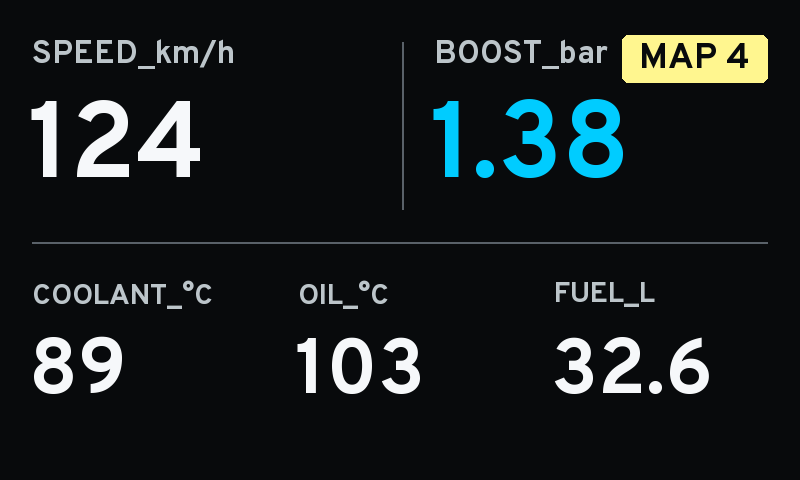 SPEED_km/h
BOOST_bar
MAP 4
124
1.38
COOLANT_°C
OIL_°C
FUEL_L
89
103
32.6